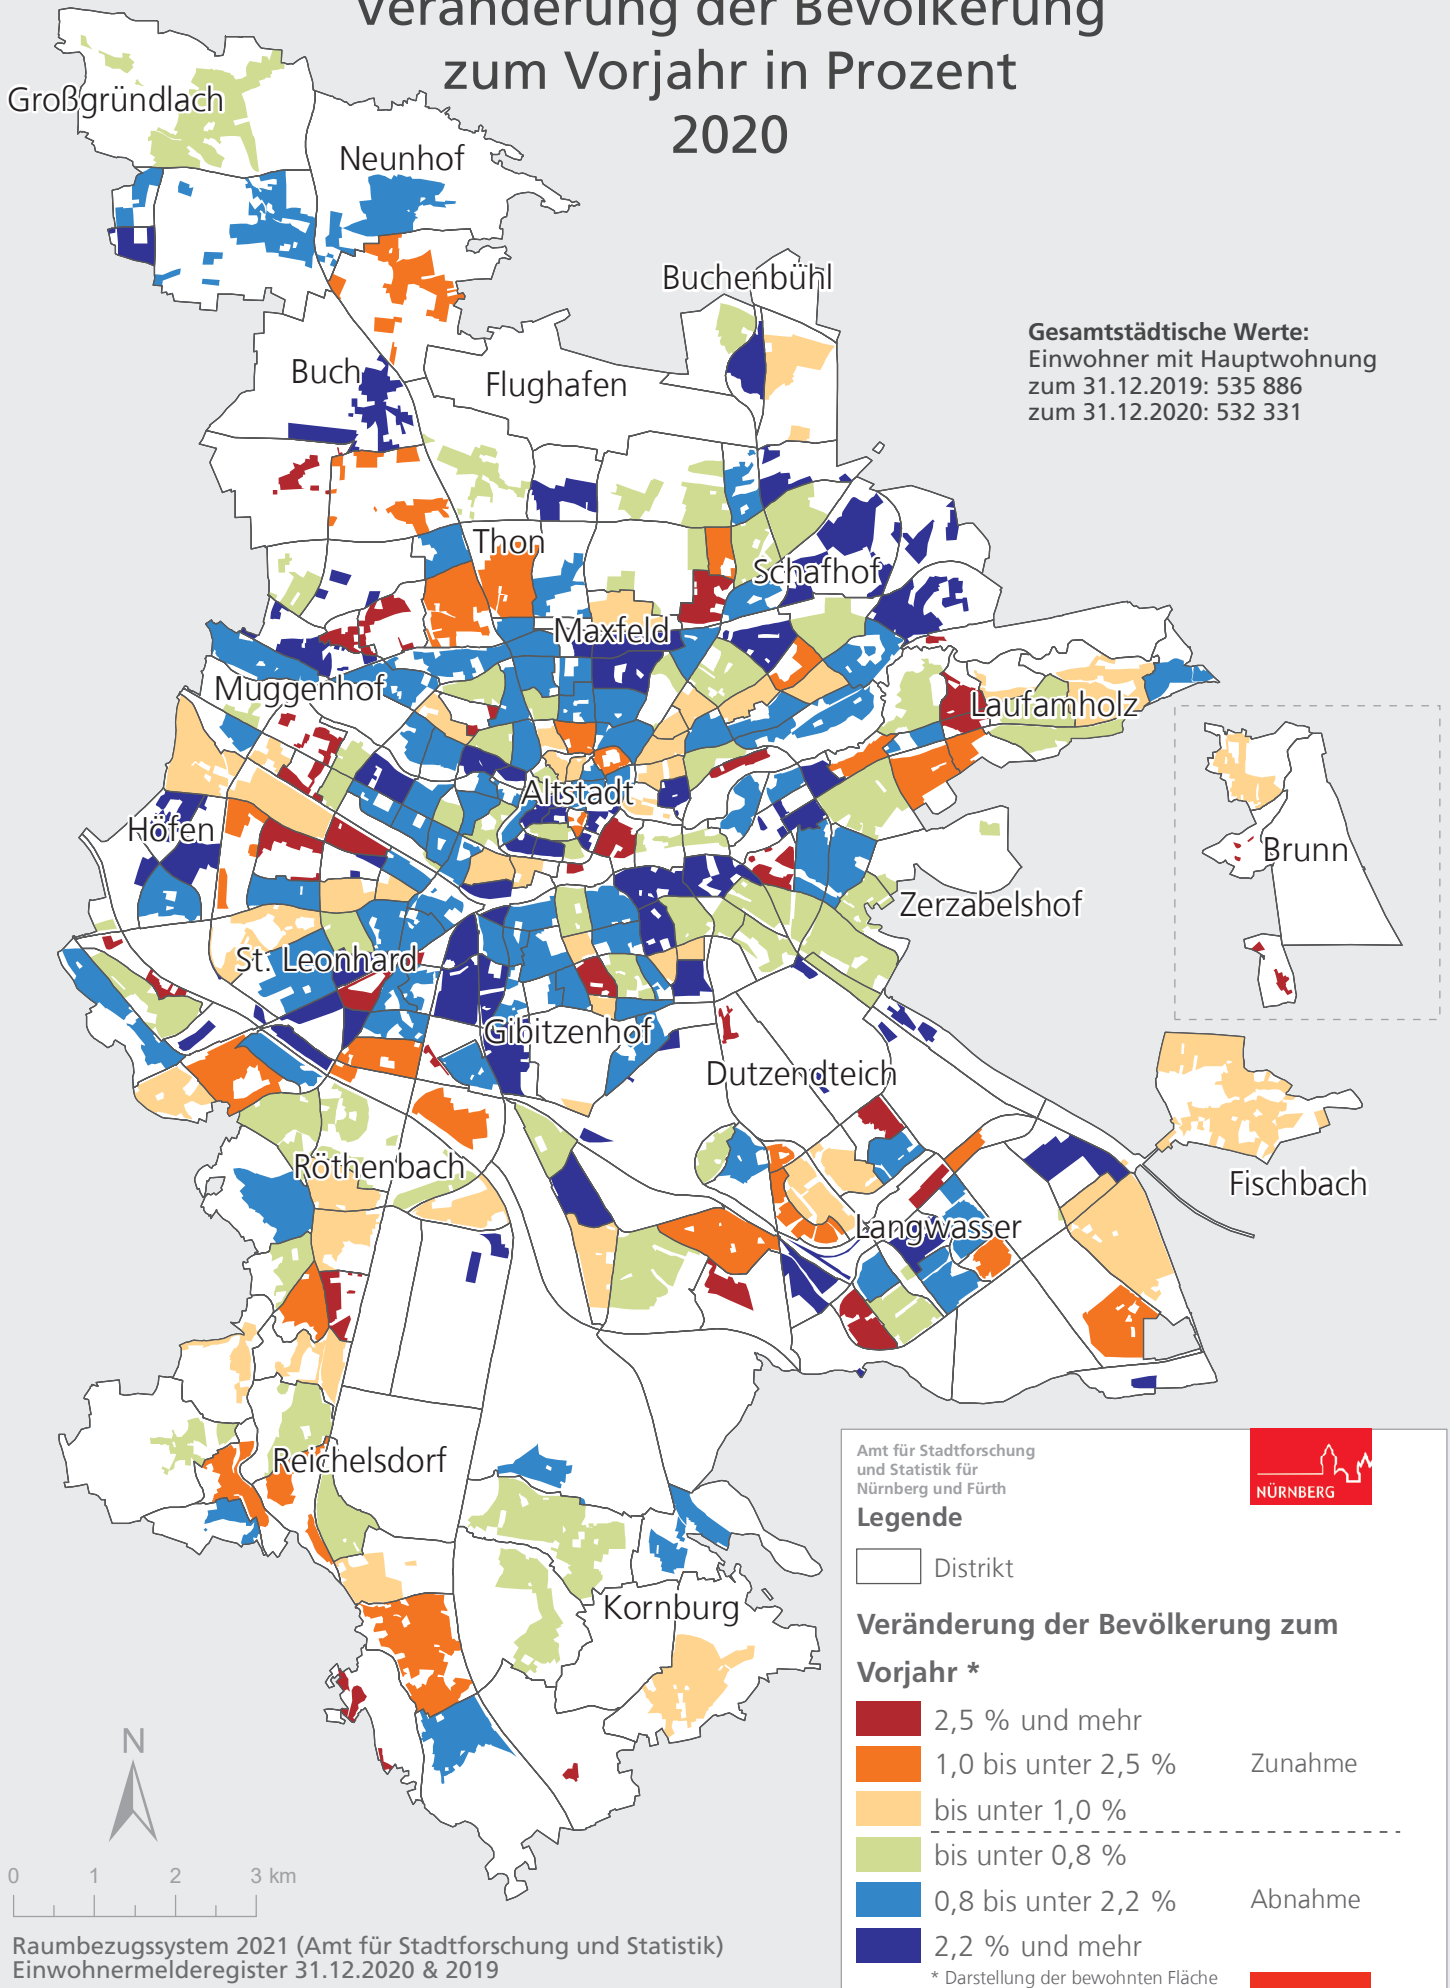 Veränderung der Bevölkerung
zum Vorjahr in Prozent
2020
Großgründlach
Neunhof
Buchenbühl
Gesamtstädtische Werte:
Einwohner mit Hauptwohnung
zum 31.12.2019: 535 886
zum 31.12.2020: 532 331
Buch
Flughafen
Thon
Schafhof
Maxfeld
Muggenhof
Laufamholz
Altstadt
Höfen
Brunn
Zerzabelshof
St. Leonhard
Gibitzenhof
Dutzendteich
Röthenbach
Fischbach
Langwasser
Reichelsdorf
Kornburg
Amt für Stadtforschung
und Statistik für
Nürnberg und Fürth
NÜRNBERG
Legende
Distrikt
Veränderung der Bevölkerung zum
Vorjahr *
2,5 % und mehr
1,0 bis unter 2,5 % Zunahme
bis unter 1,0 %
bis unter 0,8 %
0,8 bis unter 2,2 % Abnahme
2,2 % und mehr
* Darstellung der bewohnten Fläche
N
0 1 2 3 km
Raumbezugssystem 2021 (Amt für Stadtforschung und Statistik)
Einwohnermelderegister 31.12.2020 & 2019